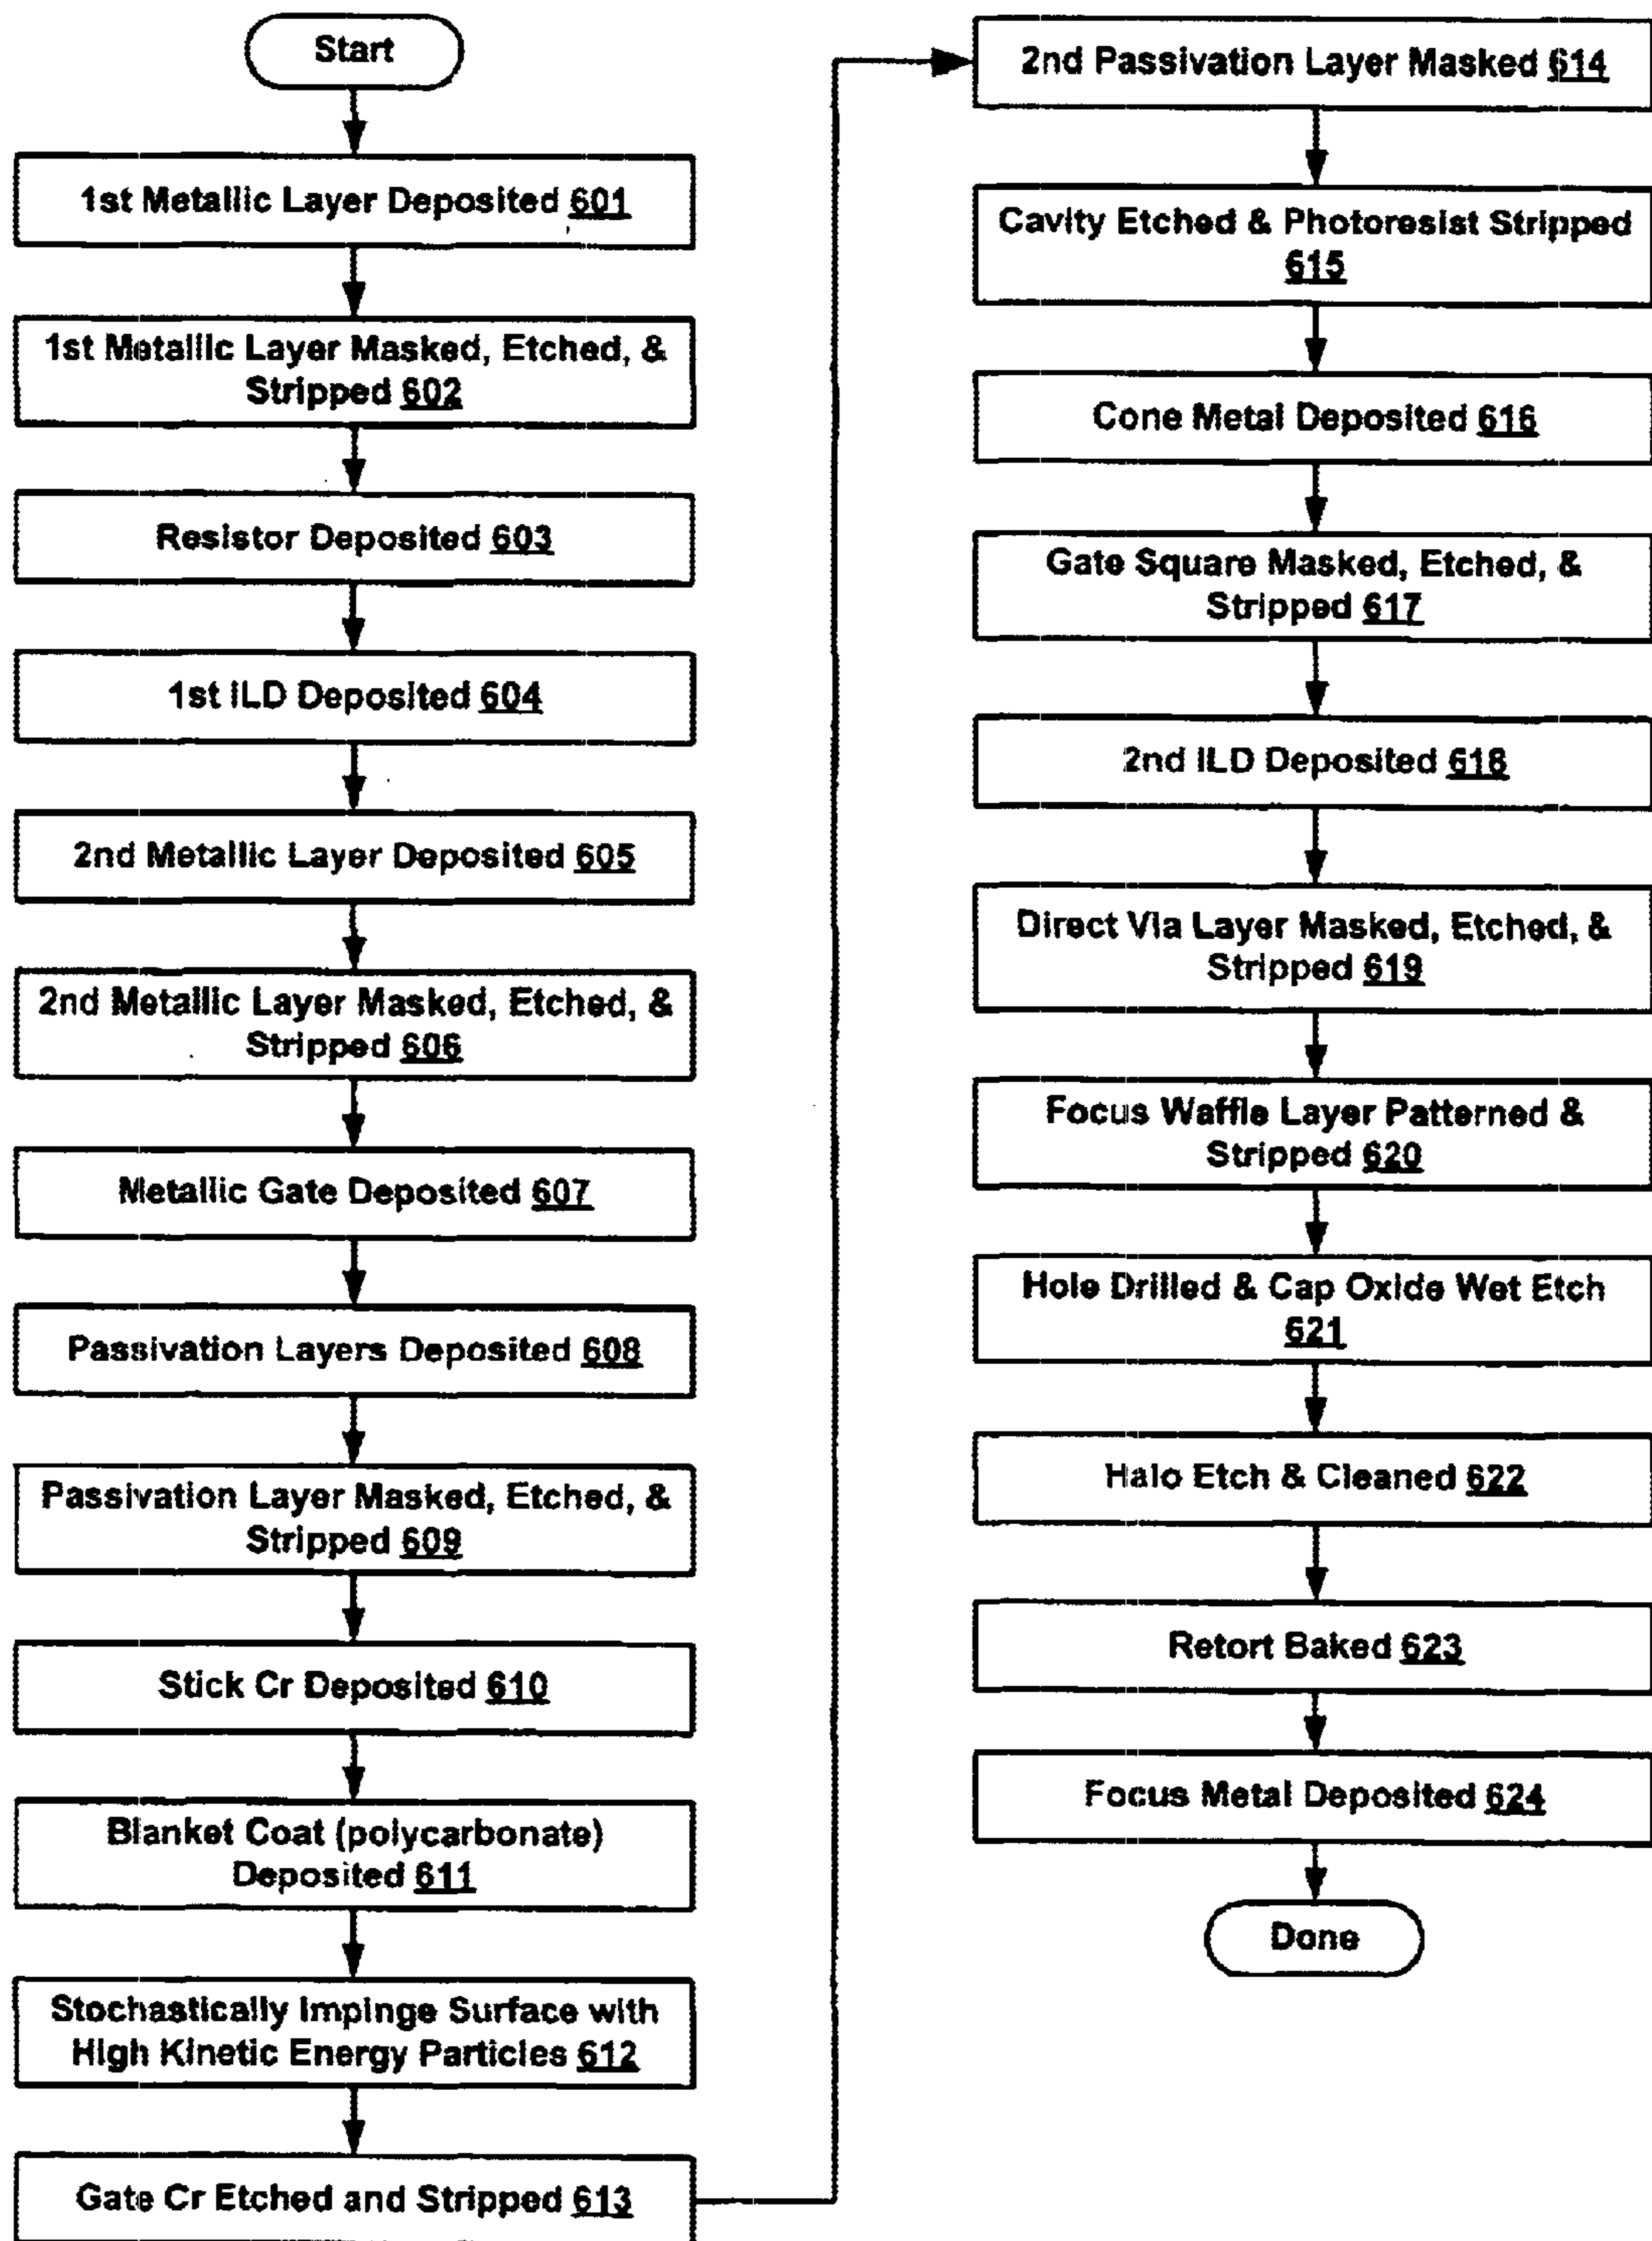 Start
1st Metallic Layer Deposited 601
1st Metallic Layer Masked, Etched, &
Stripped 602
Resistor Deposited 603
1st ILD Deposited 604
2nd Metallic Layer Deposited 605
2nd Metallic Layer Masked, Etched, &
Stripped 606
Metallic Gate Deposited 607
Passivation Layers Deposited 608
Passivation Layer Masked, Etched, &
Stripped 609
Stick Cr Deposited 610
Blanket Coat (polycarbonate)
Deposited 611
Stochastically Impinge Surface with
High Kinetic Energy Particles 612
Gate Cr Etched and Stripped 613
2nd Passivation Layer Masked 614
Cavity Etched & Photoresist Stripped
615
Cone Metal Deposited 616
Gate Square Masked, Etched, &
Stripped 617
2nd ILD Deposited 618
Direct Via Layer Masked, Etched, &
Stripped 619
Focus Waffle Layer Patterned &
Stripped 620
Hole Drilled & Cap Oxide Wet Etch
621
Halo Etch & Cleaned 622
Retort Baked 623
Focus Metal Deposited 624
Done